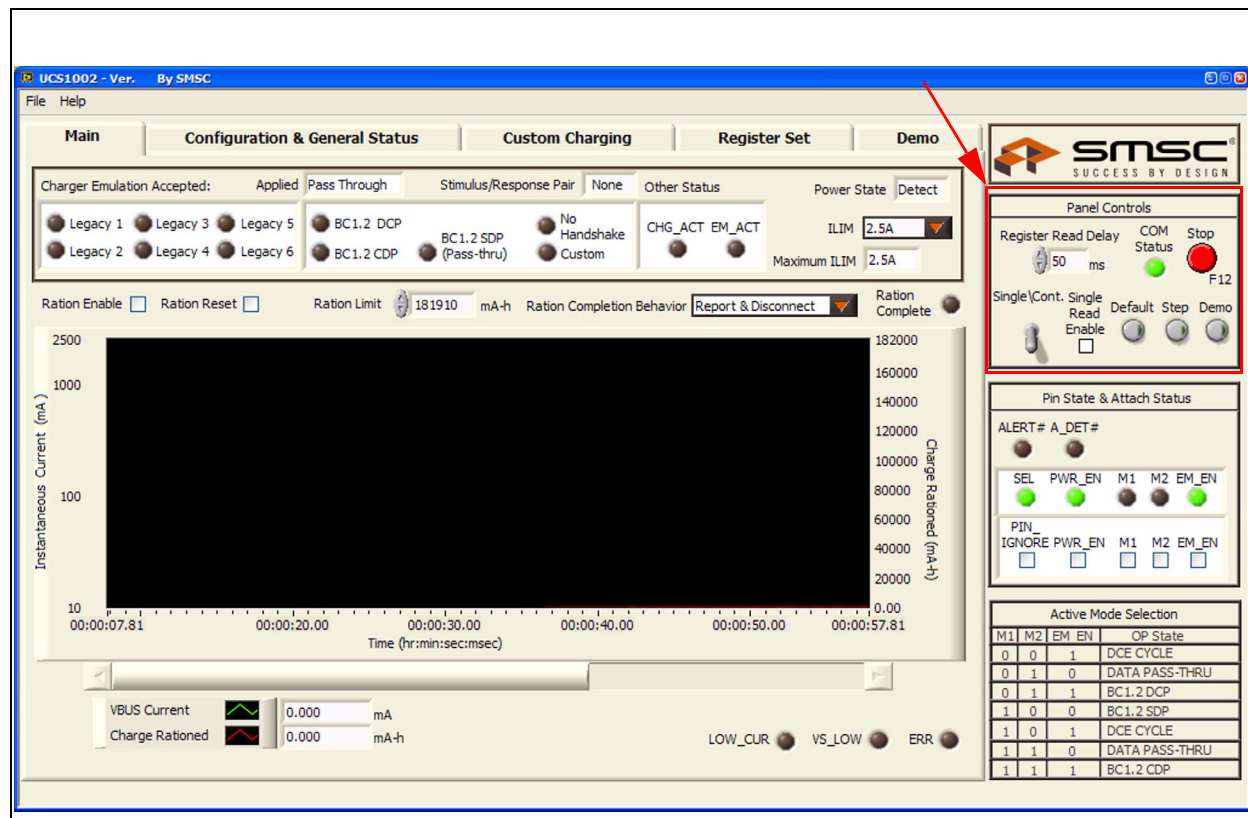 UCS1002 - Ver. By SMSC
File Help
Main Configuration & General Status Custom Charging Register Set Demo
Charger Emulation Accepted: Applied Pass Through Stimulus/Response Pair None Other Status Power State Detect
Legacy 1 Legacy 3 Legacy 5 BC1.2 DCP No Handshake CHG_ACT EM_ACT ILIM 2.5A
Legacy 2 Legacy 4 Legacy 6 BC1.2 CDP BC1.2 SDP (Pass-thru) Custom Maximum ILIM 2.5A
Ration Enable Ration Reset Ration Limit 181910 mA-h Ration Completion Behavior Report & Disconnect Ration Complete
Instantaneous Current (mA)
2500
1000
100
10
182000
160000
140000
120000
100000
80000
60000
40000
20000
0.00
Charge Rationed (mA-h)
00:00:07.81 00:00:20.00 00:00:30.00 00:00:40.00 00:00:50.00 00:00:57.81
Time (hr:min:sec:msec)
VBUS Current 0.000 mA
Charge Rationed 0.000 mA-h
LOW_CUR VS_LOW ERR
smsc®
SUCCESS BY DESIGN
Panel Controls
Register Read Delay 50 ms
COM Status
Stop
F12
Single\Cont.
Single Read Enable
Default Step Demo
Pin State & Attach Status
ALERT# A_DET#
SEL PWR_EN M1 M2 EM_EN
PIN_IGNORE PWR_EN M1 M2 EM_EN
Active Mode Selection
M1 M2 EM EN OP State
0 0 1 DCE CYCLE
0 1 0 DATA PASS-THRU
0 1 1 BC1.2 DCP
1 0 0 BC1.2 SDP
1 0 1 DCE CYCLE
1 1 0 DATA PASS-THRU
1 1 1 BC1.2 CDP